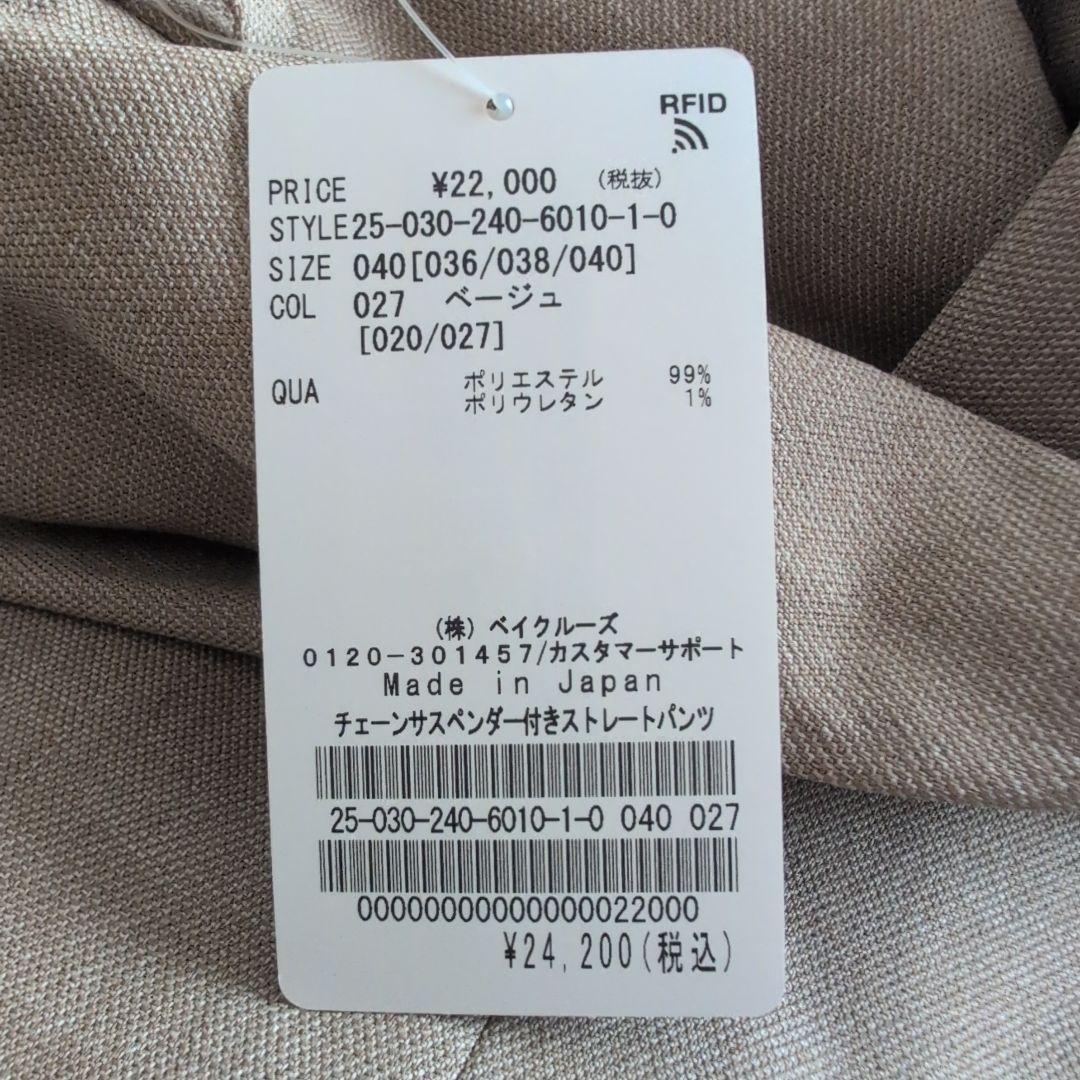 RFID
PRICE ¥22,000 (税抜)
STYLE25-030-240-6010-1-0
SIZE 040[036/038/040]
COL 027 ベージュ
[020/027]
QUA ポリエステル 99%
ポリウレタン 1%
(株) ベイクルーズ
0120-301457/カスタマーサポート
Made in Japan
チェーンサスペンダー付きストレートパンツ
25-030-240-6010-1-0 040 027
00000000000000022000
¥24,200(税込)